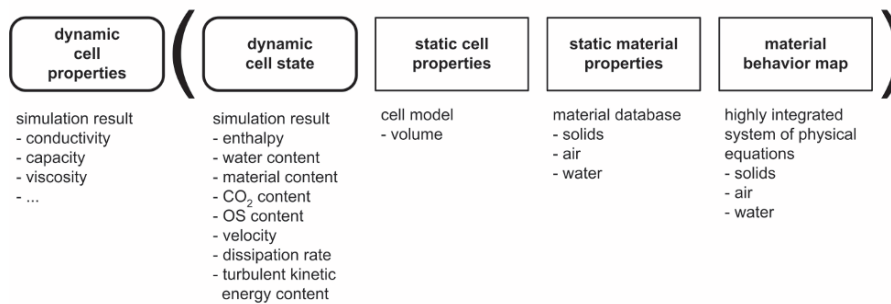 dynamic
cell
properties
(
dynamic
cell state
static cell
properties
static material
properties
material
behavior map
)
simulation result
- conductivity
- capacity
- viscosity
- ...
simulation result
- enthalpy
- water content
- material content
- CO₂ content
- OS content
- velocity
- dissipation rate
- turbulent kinetic
energy content
cell model
- volume
material database
- solids
- air
- water
highly integrated
system of physical
equations
- solids
- air
- water